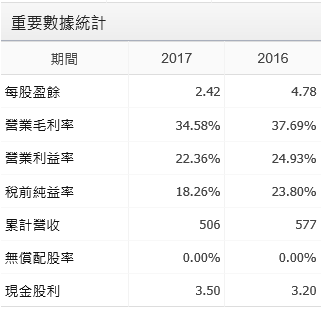 重要數據統計
期間 2017 2016
每股盈餘 2.42 4.78
營業毛利率 34.58% 37.69%
營業利益率 22.36% 24.93%
稅前純益率 18.26% 23.80%
累計營收 506 577
無償配股率 0.00% 0.00%
現金股利 3.50 3.20